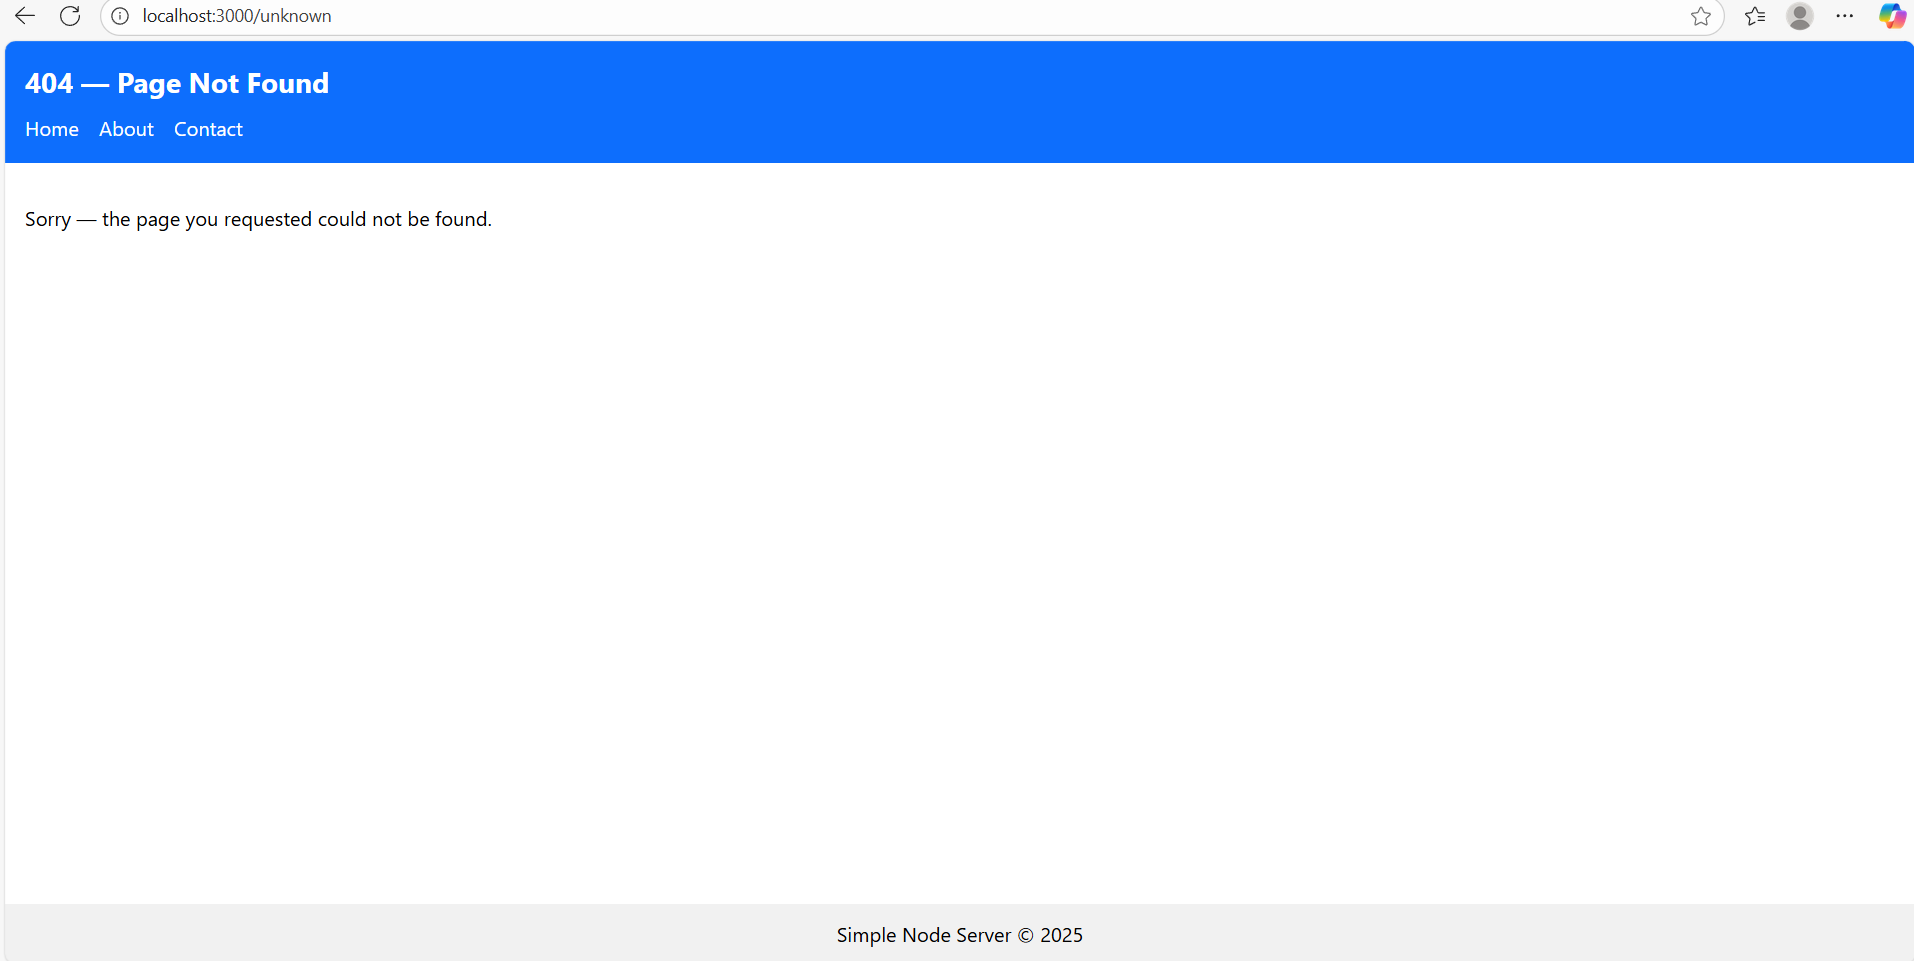 localhost:3000/unknown
404 — Page Not Found
Home About Contact
Sorry — the page you requested could not be found.
Simple Node Server © 2025